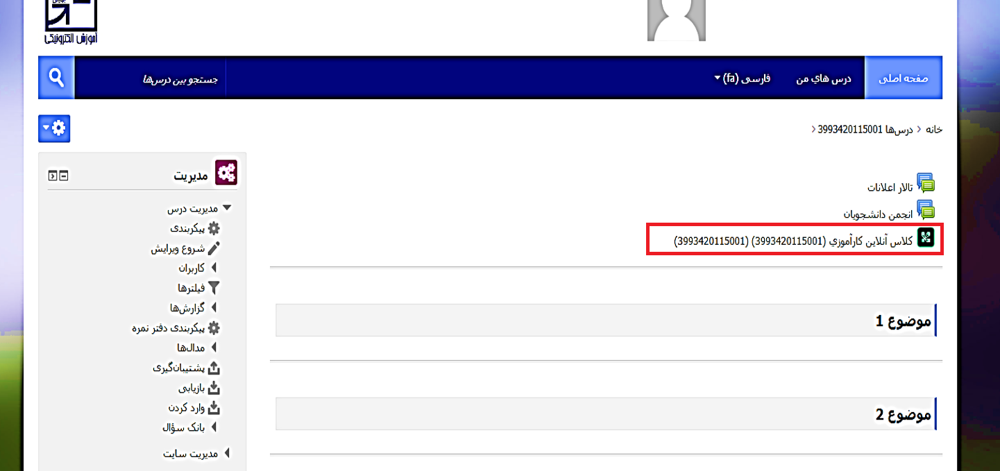 آموزش الکترونیکی
صفحه اصلی
درس هاي من
فارسی (fa)
جستجو بین درس‌ها
خانه
درس‌ها 3993420115001
تالار اعلانات
انجمن دانشجویان
کلاس آنلاین کارآموزي (3993420115001) (3993420115001)
موضوع 1
موضوع 2
مدیریت
مدیریت درس
پیکربندی
شروع ویرایش
کاربران
فیلترها
گزارش‌ها
پیکربندی دفتر نمره
مدال‌ها
پشتیبان‌گیری
بازیابی
وارد کردن
بانک سؤال
مدیریت سایت